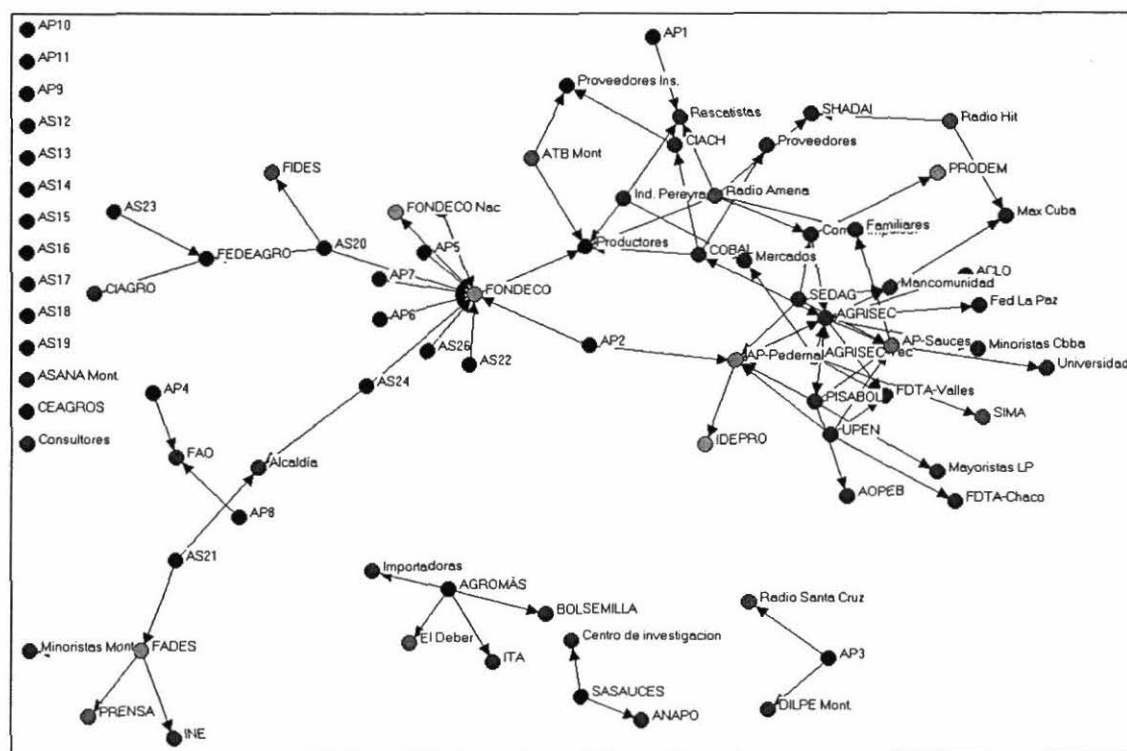 AP10
AP11
AP9
AS12
AS13
AS14
AS15
AS16
AS17
AS18
AS19
ASANA Mont.
CEAGROS
Consultores
AP1
Proveedores Ins.
Rescatistas
SHADAI
Radio Hit
CIACH
Proveedores
ATB Mont
FIDES
PRODEM
Ind. Pereyra
Radio Amena
AS23
FONDECO Nac
Max Cuba
Familiares
Productores
AS20
AP5
FEDEAGRO
COBAL
Mercados
ACLO
AP7
CIAGRO
FONDECO
SEDAG
Mancomunidad
Fed La Paz
AGRISEC
AP6
AP2
AP-Sauces
Minoristas Cbba
AS26
AS22
AP-Pedernal
Universidad
AS24
AP4
PISABOL
FDTA-Valles
SIMA
UPEN
IDEPRO
FAO
Alcaldía
Mayoristas LP
AOPEB
FDTA-Chaco
AP8
AS21
Importadoras
AGROMÀS
BOLSEMILLA
Radio Santa Cruz
El Deber
ITA
Centro de investigacion
Minoristas Mont.
FADES
AP3
SASAUCES
PRENSA
INE
ANAPO
DILPE Mont.